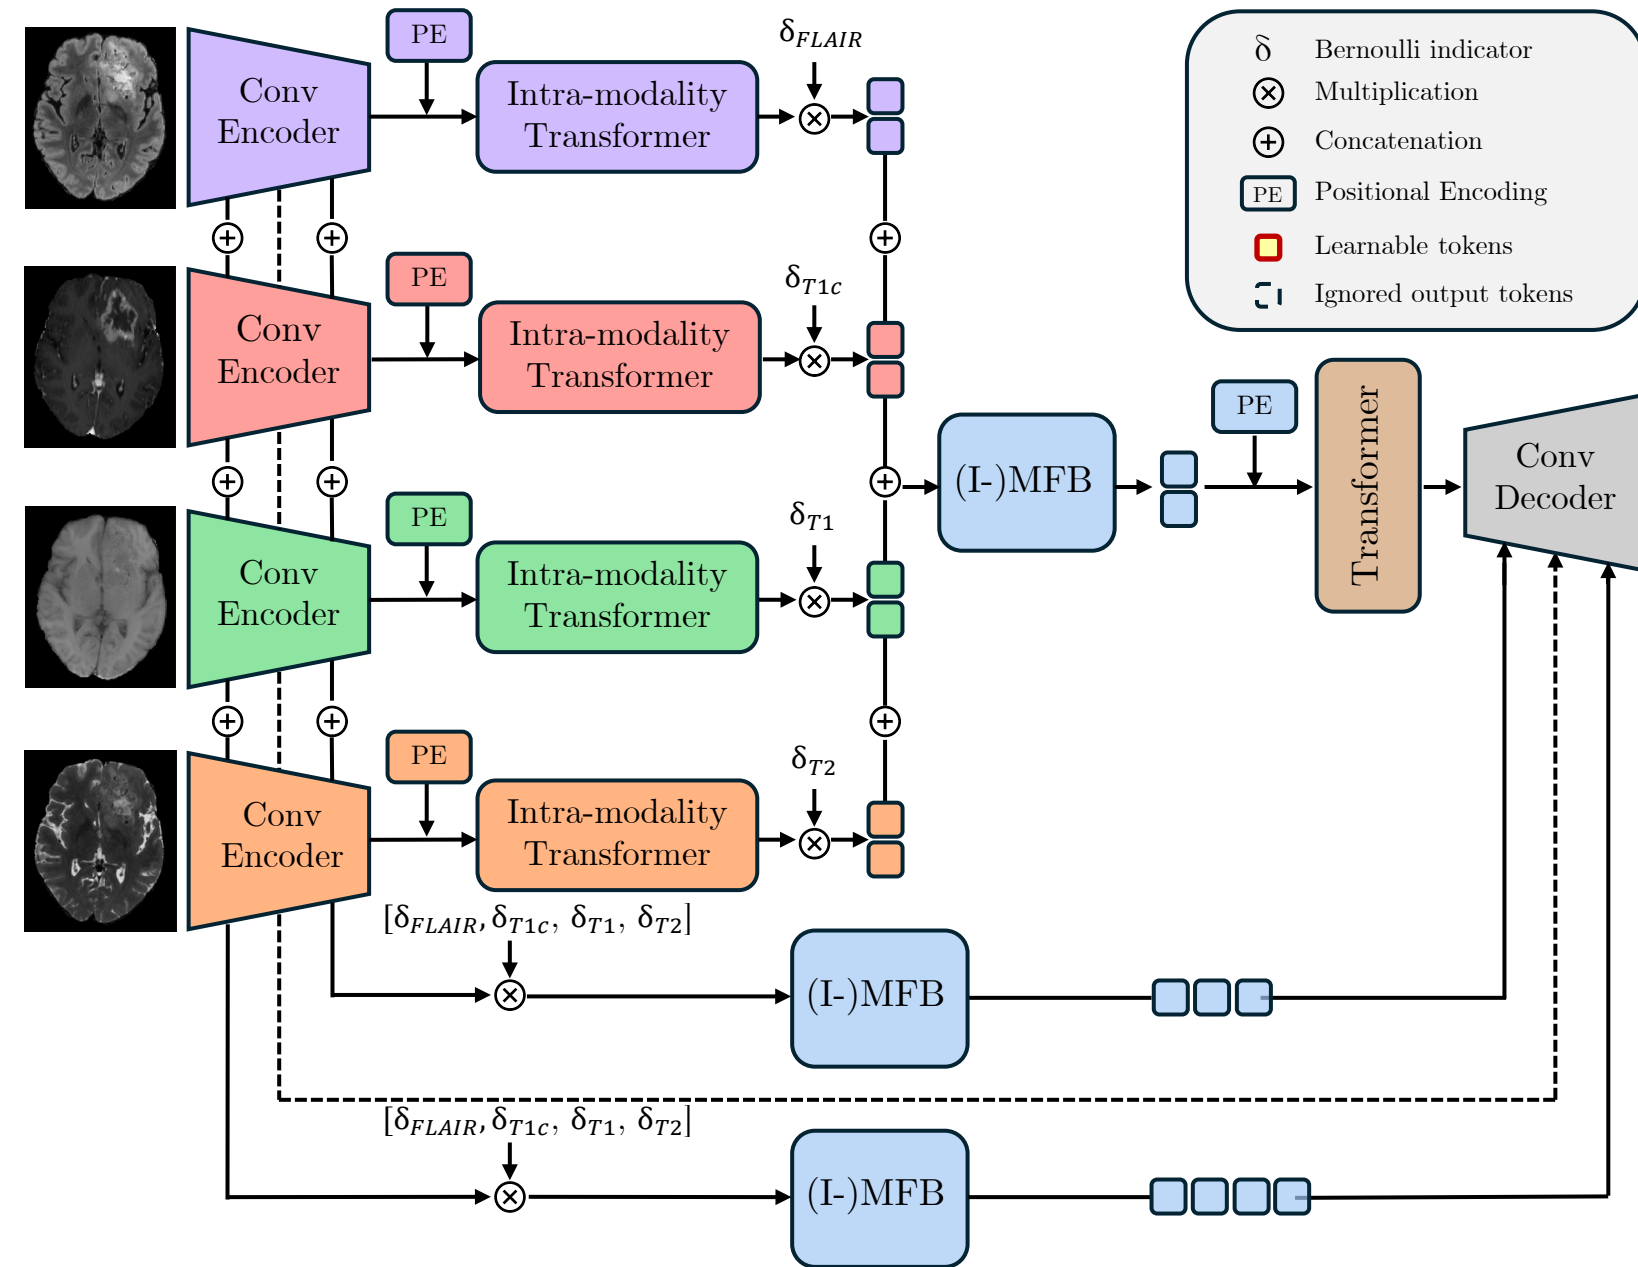 PE
δFLAIR
Conv
Encoder
Intra-modality
Transformer
δ Bernoulli indicator
Multiplication
Concatenation
PE Positional Encoding
Learnable tokens
Ignored output tokens
PE
δT1c
Conv
Encoder
Intra-modality
Transformer
PE
δT1
Conv
Encoder
Intra-modality
Transformer
PE
δT2
Conv
Encoder
Intra-modality
Transformer
(I-)MFB
PE
Transformer
Conv
Decoder
[δFLAIR, δT1c, δT1, δT2]
(I-)MFB
[δFLAIR, δT1c, δT1, δT2]
(I-)MFB